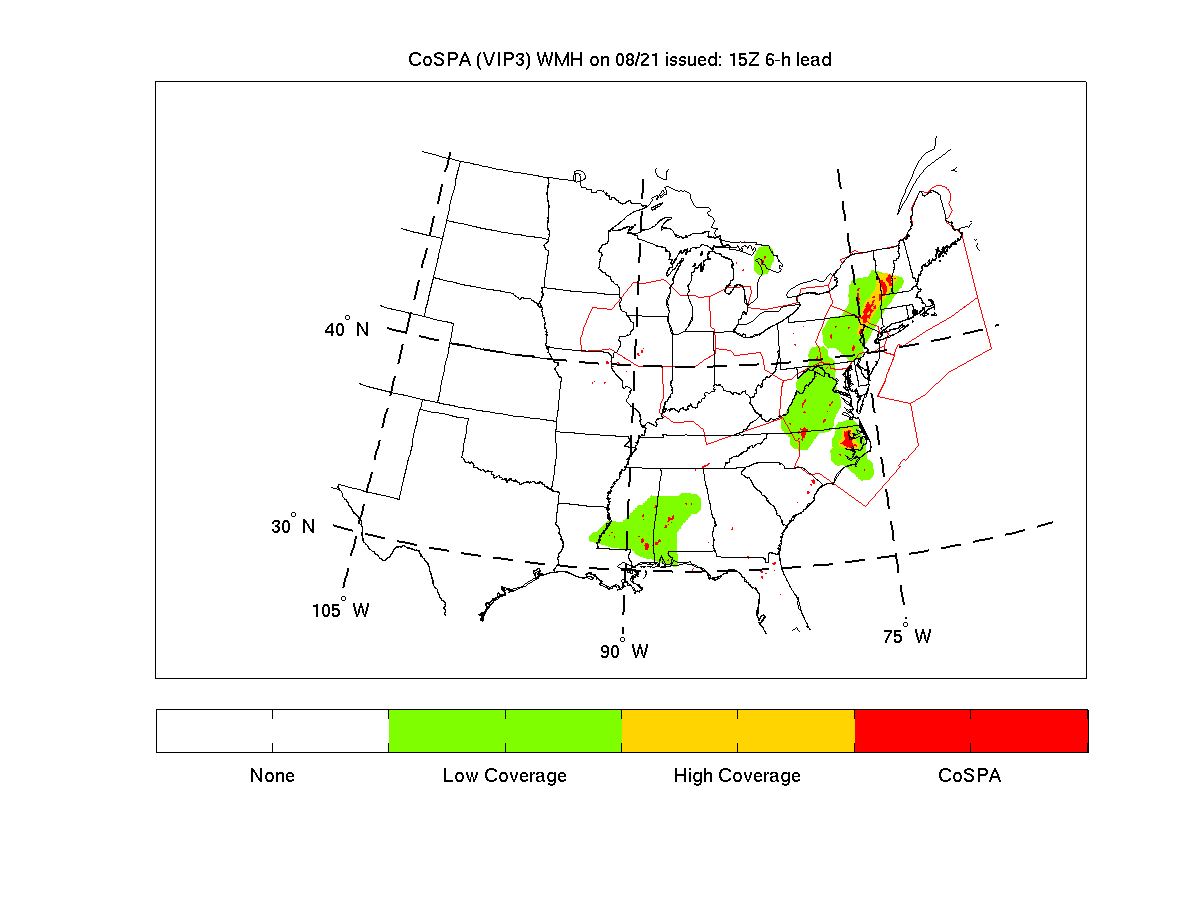 CoSPA (VIP3) WMH on 08/21 issued: 15Z 6-h lead
40° N
30° N
105° W
90° W
75° W
None
Low Coverage
High Coverage
CoSPA